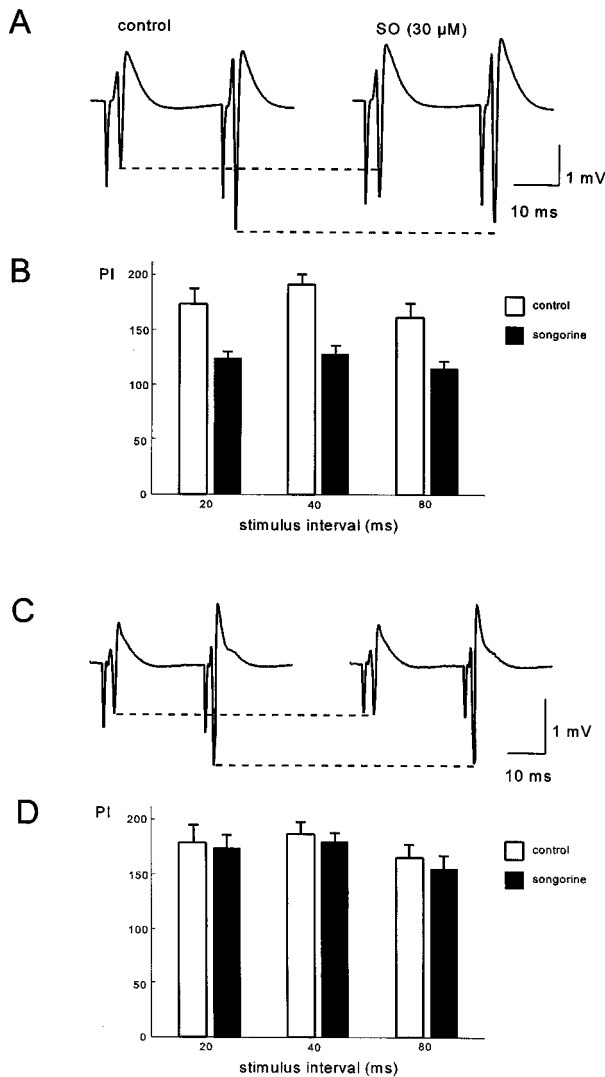 A
control
SO (30 µM)
1 mV
10 ms
B
PI
200
150
100
50
0
20
40
80
stimulus interval (ms)
control
songorine
C
1 mV
10 ms
D
PI
200
150
100
50
0
20
40
80
stimulus interval (ms)
control
songorine